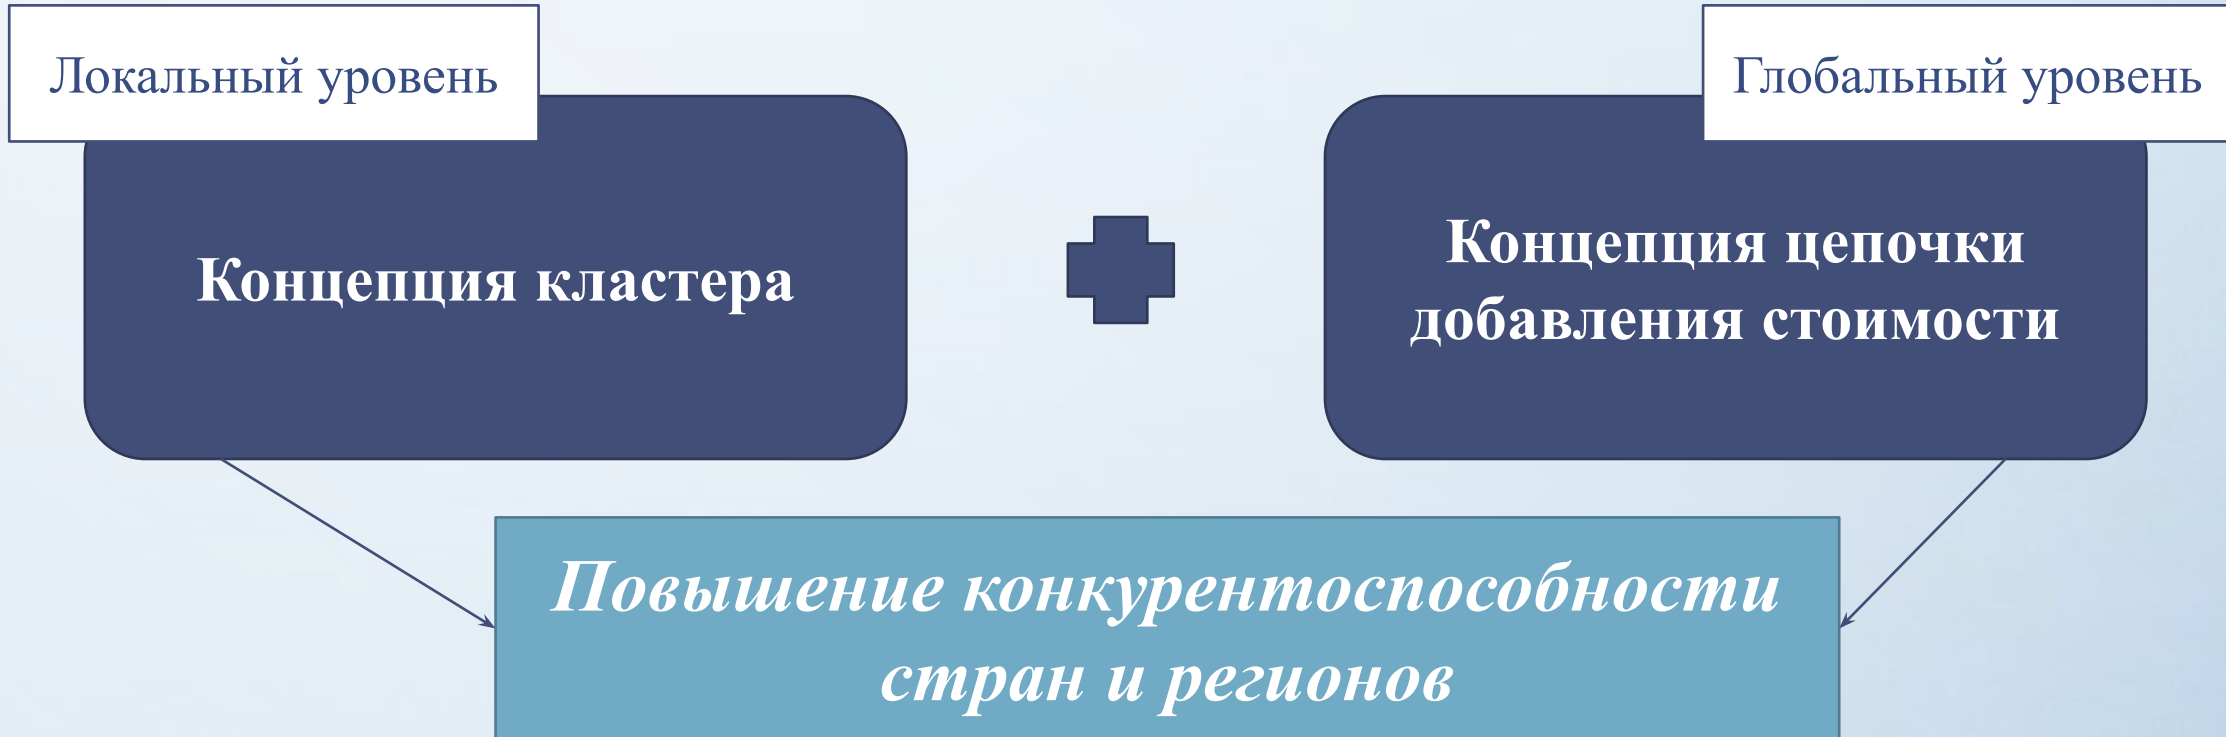 Локальный уровень
Глобальный уровень
Концепция кластера
Концепция цепочки
добавления стоимости
Повышение конкурентоспособности
стран и регионов